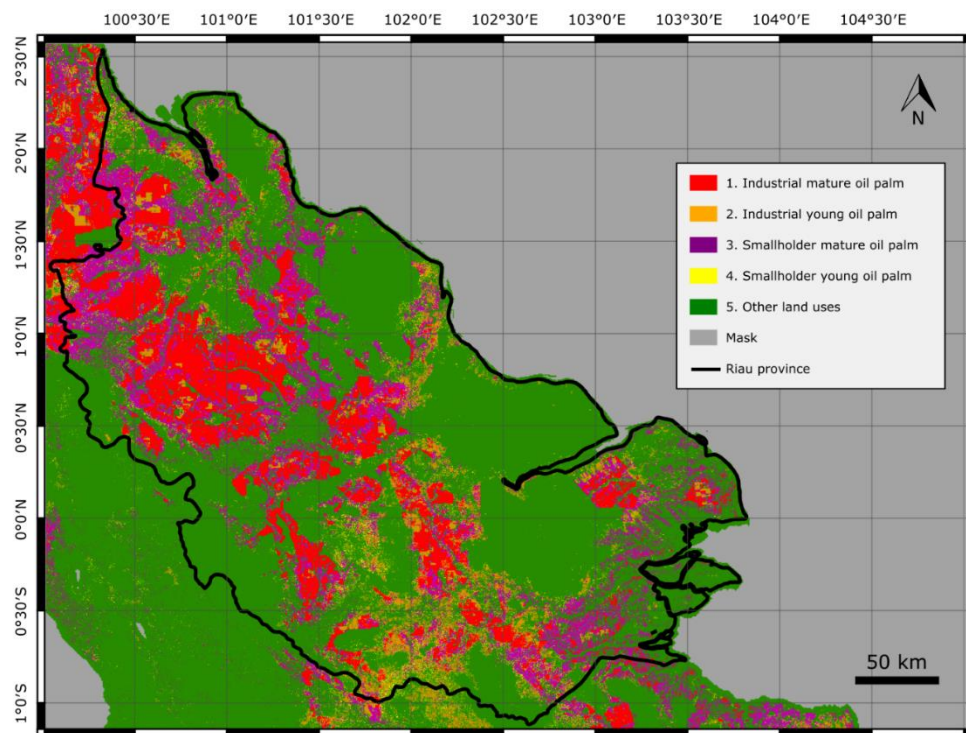 100°30'E 101°0'E 101°30'E 102°0'E 102°30'E 103°0'E 103°30'E 104°0'E 104°30'E
2°30'N
2°0'N
1°30'N
1°0'N
0°30'N
0°0'N
0°30'S
1°0'S
N
1. Industrial mature oil palm
2. Industrial young oil palm
3. Smallholder mature oil palm
4. Smallholder young oil palm
5. Other land uses
Mask
Riau province
50 km